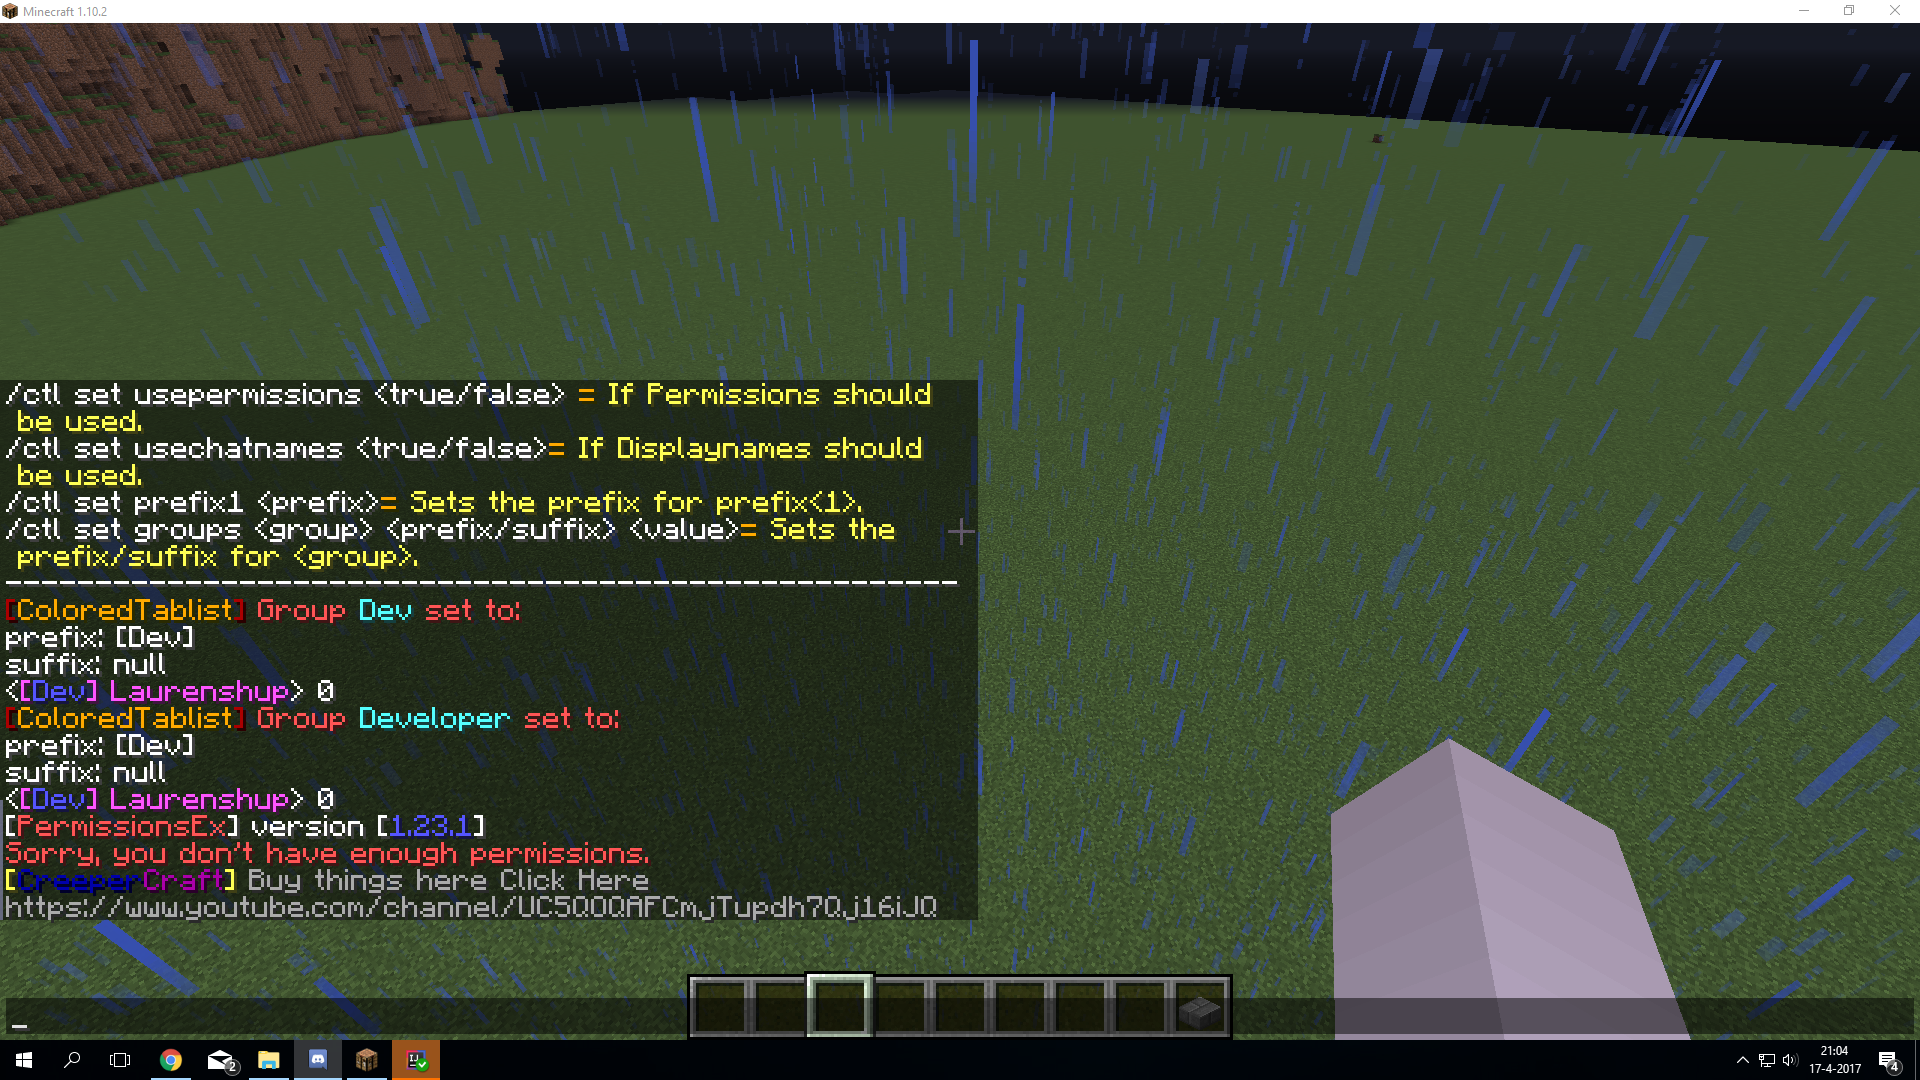 Minecraft 1.10.2
/ctl set usepermissions <true/false> = If Permissions should
be used.
/ctl set usechatnames <true/false>= If Displaynames should
be used.
/ctl set prefix1 <prefix>= Sets the prefix for prefix<1>.
/ctl set groups <group> <prefix/suffix> <value>= Sets the
prefix/suffix for <group>.
-----------------------------------------------------
[ColoredTablist] Group Dev set to:
prefix: [Dev]
suffix: null
<[Dev] Laurenshup> 0
[ColoredTablist] Group Developer set to:
prefix: [Dev]
suffix: null
<[Dev] Laurenshup> 0
[PermissionsEx] version [1.23.1]
Sorry, you don't have enough permissions.
[CreeperCraft] Buy things here Click Here
https://www.youtube.com/channel/UC5QOQAFCmjTupdh7Qj16iJQ
_
2
IJ
21:04
17-4-2017
4